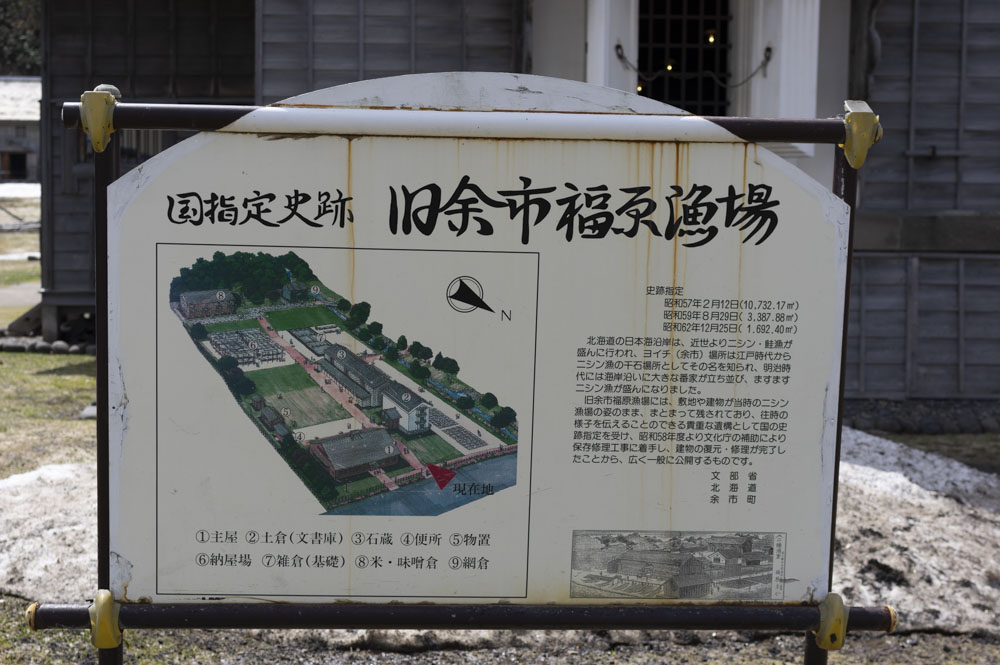 国指定史跡 旧余市福原漁場
N
⑧
⑨
⑥
③
②
⑤
④
①
現在地
①主屋 ②土倉(文書庫) ③石蔵 ④便所 ⑤物置
⑥納屋場 ⑦雑倉(基礎) ⑧米・味噌倉 ⑨網倉
史跡指定
昭和57年2月12日(10,732.17㎡)
昭和59年8月29日( 3,387.88㎡)
昭和62年12月25日( 1,692.40㎡)
北海道の日本海沿岸は、近世よりニシン・鮭漁が
盛んに行われ、ヨイチ(余市)場所は江戸時代から
ニシン漁の千石場所としてその名を知られ、明治時
代には海岸沿いに大きな番家が立ち並び、ますます
ニシン漁が盛んになりました。
旧余市福原漁場には、敷地や建物が当時のニシン
漁場の姿のまま、まとまって残されており、往時の
様子を伝えることのできる貴重な遺構として国の史
跡指定を受け、昭和58年度より文化庁の補助により
保存修理工事に着手し、建物の復元・修理が完了し
たことから、広く一般に公開するものです。
文部省
北海道
余市町